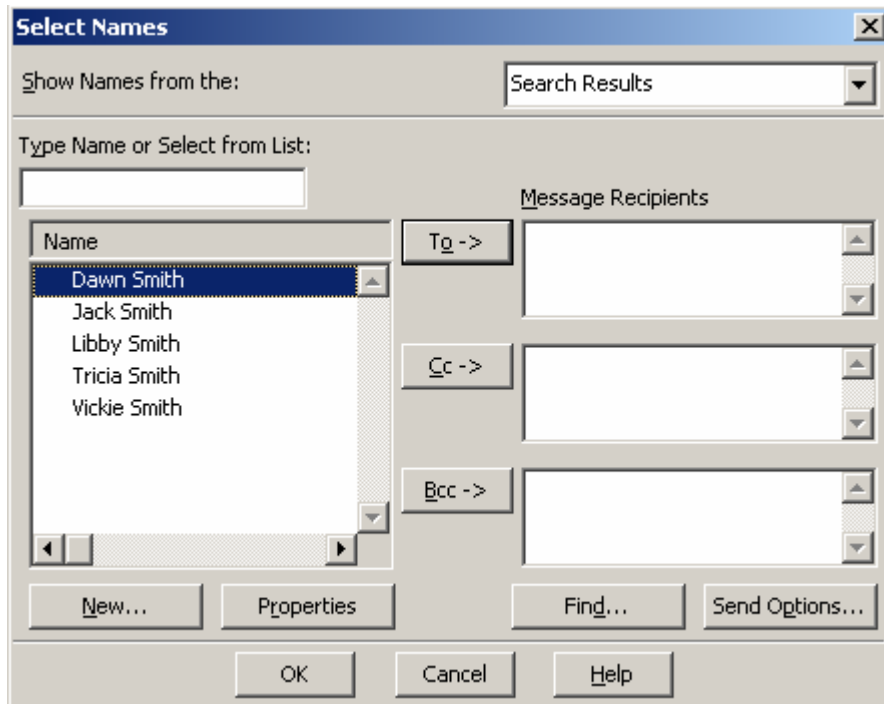 Select Names
Show Names from the:
Search Results
Type Name or Select from List:
Message Recipients
Name
To ->
Dawn Smith
Jack Smith
Libby Smith
Tricia Smith
Vickie Smith
Cc ->
Bcc ->
New...
Properties
Find...
Send Options...
OK
Cancel
Help